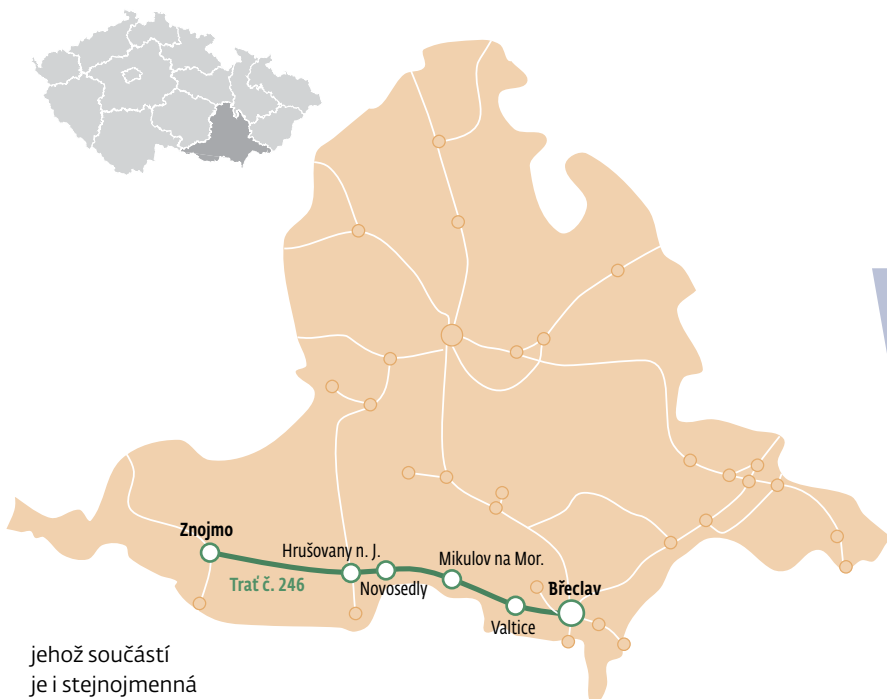 Znojmo
Hrušovany n. J.
Mikulov na Mor.
Trať č. 246
Novosedly
Břeclav
Valtice
jehož součástí
je i stejnojmenná